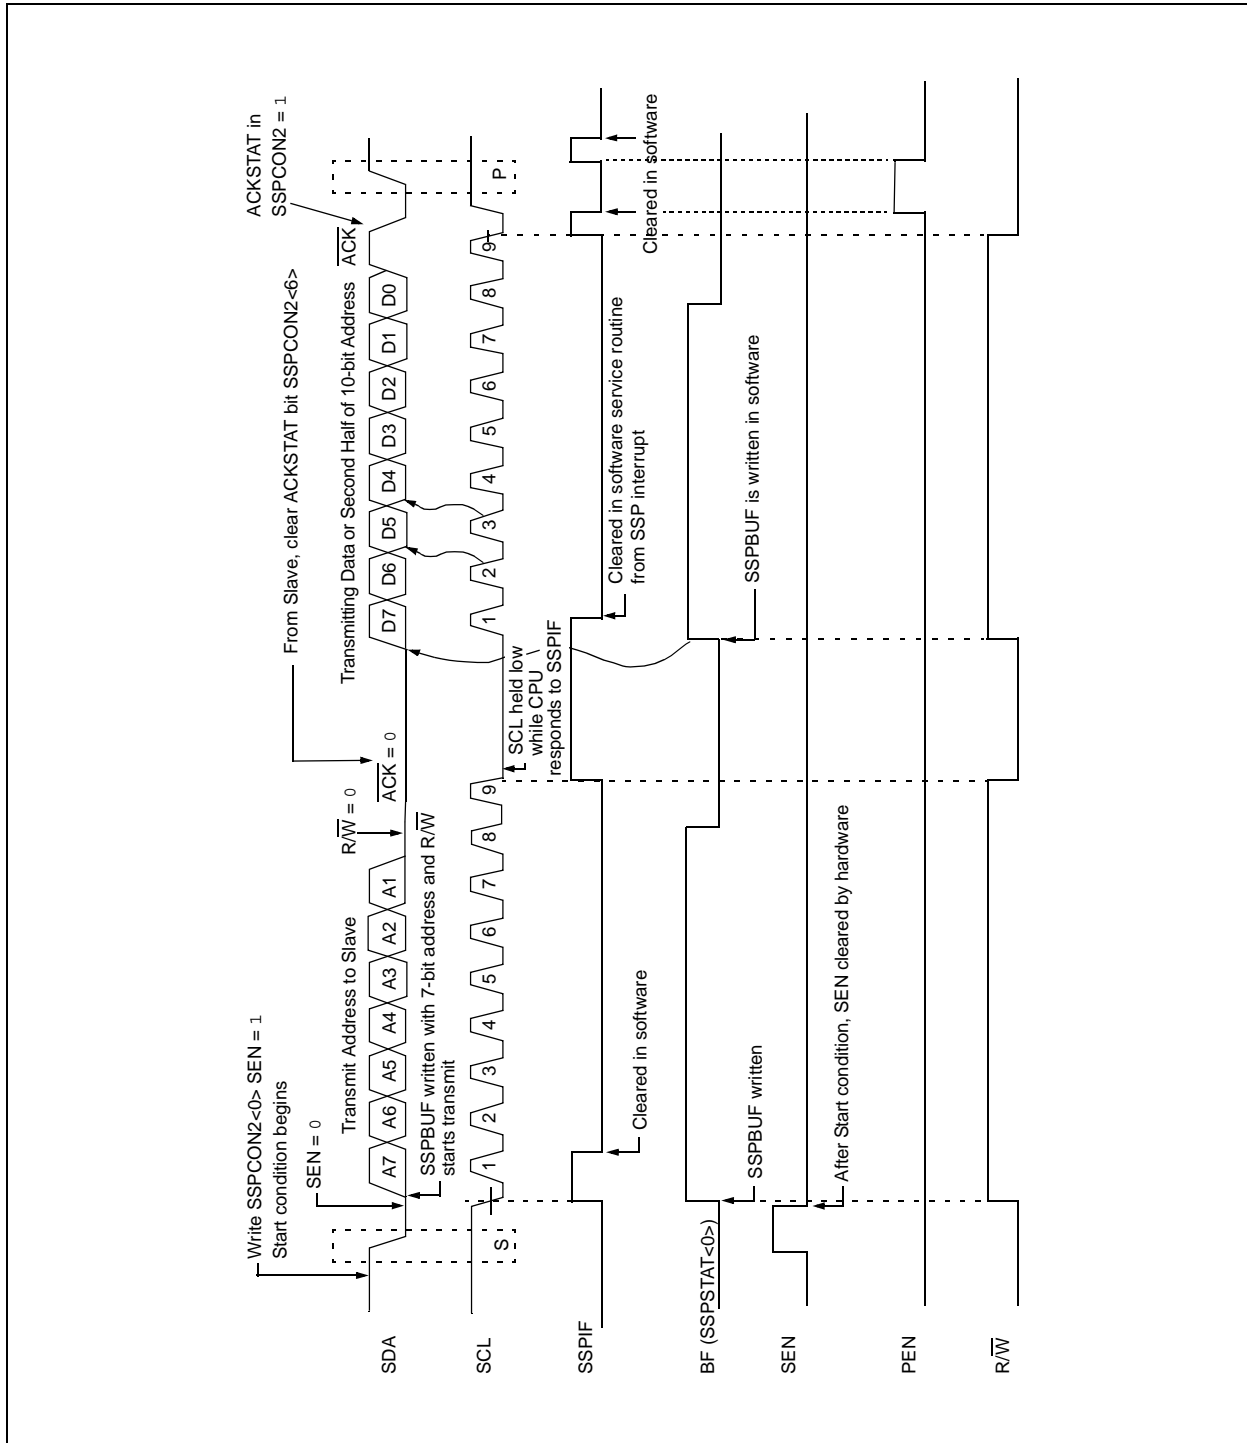 Write SSPCON2<0> SEN = 1
Start condition begins
SEN = 0
Transmit Address to Slave
R/W = 0
From Slave, clear ACKSTAT bit SSPCON2<6>
ACK = 0
Transmitting Data or Second Half of 10-bit Address
ACKSTAT in
SSPCON2 = 1
ACK
SDA
A7 A6 A5 A4 A3 A2 A1
D7 D6 D5 D4 D3 D2 D1 D0
SSPBUF written with 7-bit address and R/W
starts transmit
SCL
S
1 2 3 4 5 6 7 8 9
1 2 3 4 5 6 7 8 9
P
SCL held low
while CPU
responds to SSPIF
SSPIF
Cleared in software
Cleared in software service routine
from SSP interrupt
Cleared in software
BF (SSPSTAT<0>)
SSPBUF written
SSPBUF is written in software
SEN
After Start condition, SEN cleared by hardware
PEN
R/W